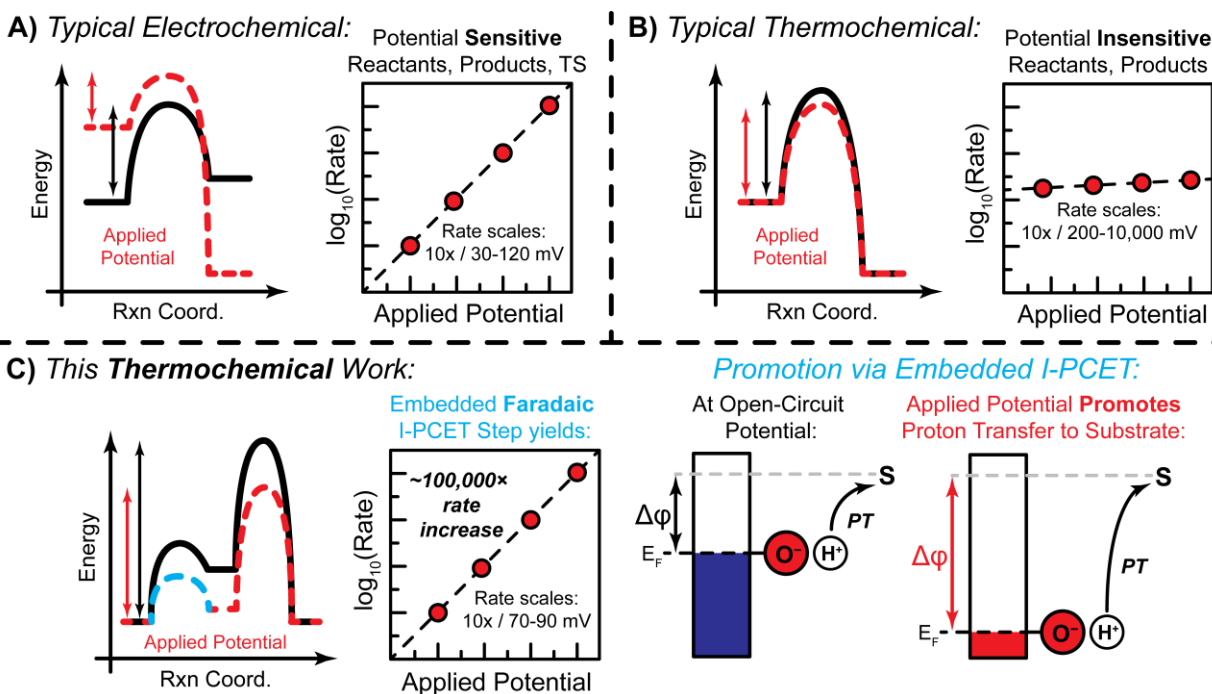 A) Typical Electrochemical:
Potential Sensitive
Reactants, Products, TS
Energy
Applied
Potential
Rxn Coord.
log10(Rate)
Rate scales:
10x / 30-120 mV
Applied Potential
B) Typical Thermochemical:
Potential Insensitive
Reactants, Products
Energy
Applied
Potential
Rxn Coord.
log10(Rate)
Rate scales:
10x / 200-10,000 mV
Applied Potential
C) This Thermochemical Work:
Embedded Faradaic
I-PCET Step yields:
Energy
Applied Potential
Rxn Coord.
log10(Rate)
~100,000×
rate
increase
Rate scales:
10x / 70-90 mV
Applied Potential
Promotion via Embedded I-PCET:
At Open-Circuit
Potential:
S
Δφ
PT
EF
O−
H+
Applied Potential Promotes
Proton Transfer to Substrate:
S
Δφ
PT
EF
O−
H+